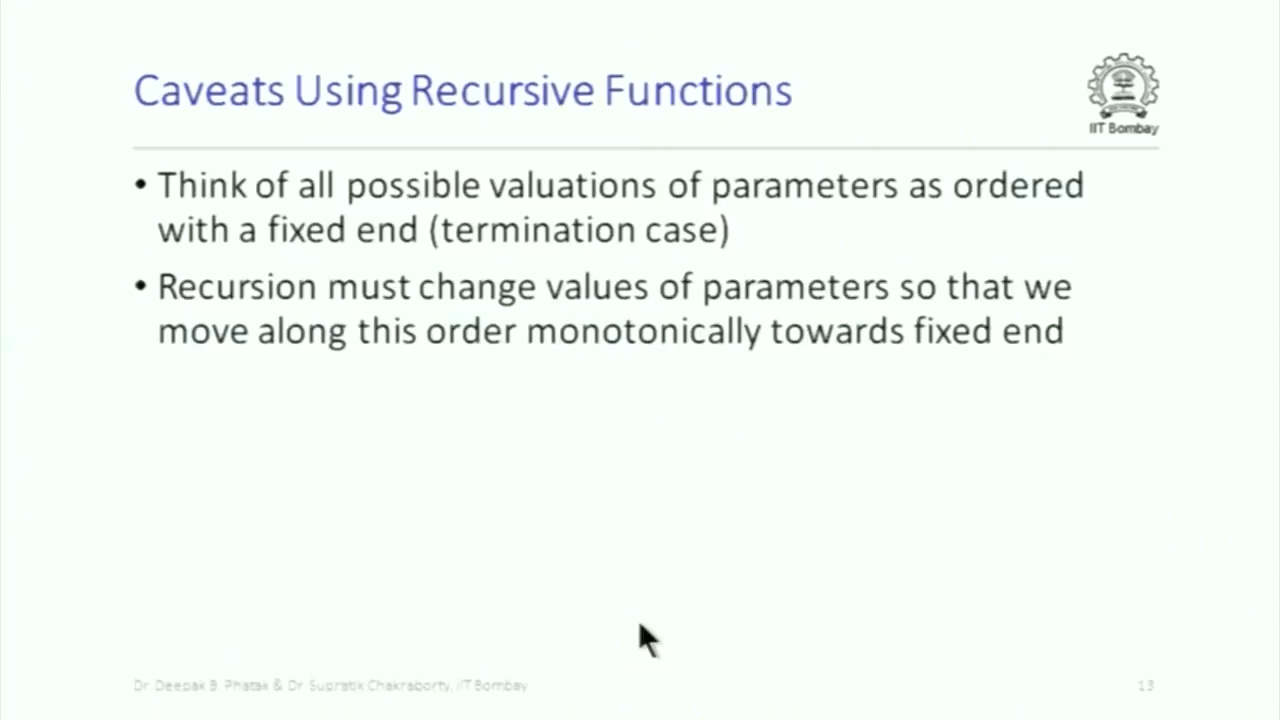 Caveats Using Recursive Functions
IIT Bombay
• Think of all possible valuations of parameters as ordered
with a fixed end (termination case)
• Recursion must change values of parameters so that we
move along this order monotonically towards fixed end
Dr. Deepak B. Phatak & Dr. Supratik Chakraborty, IIT Bombay
13